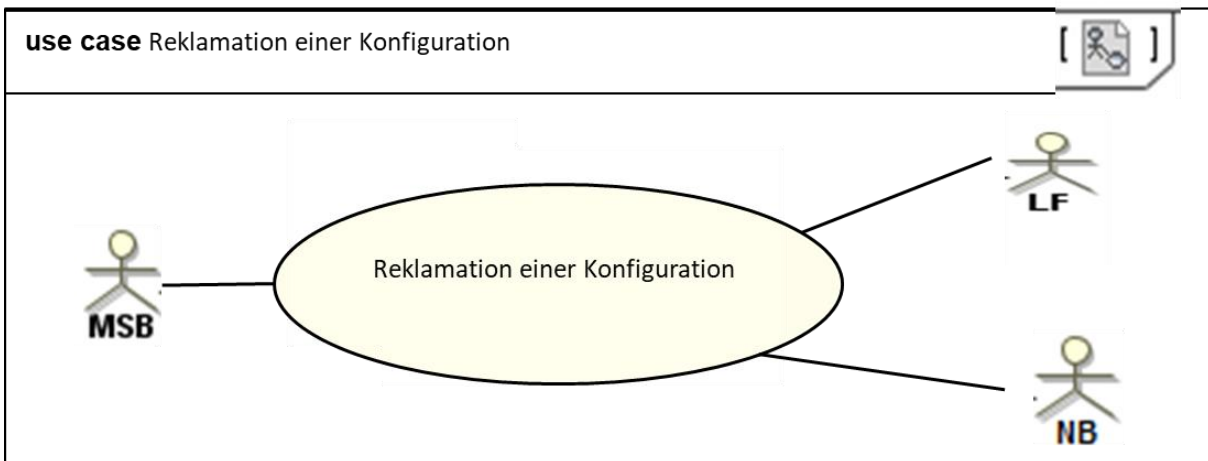 use case Reklamation einer Konfiguration
[ ]
LF
Reklamation einer Konfiguration
MSB
NB